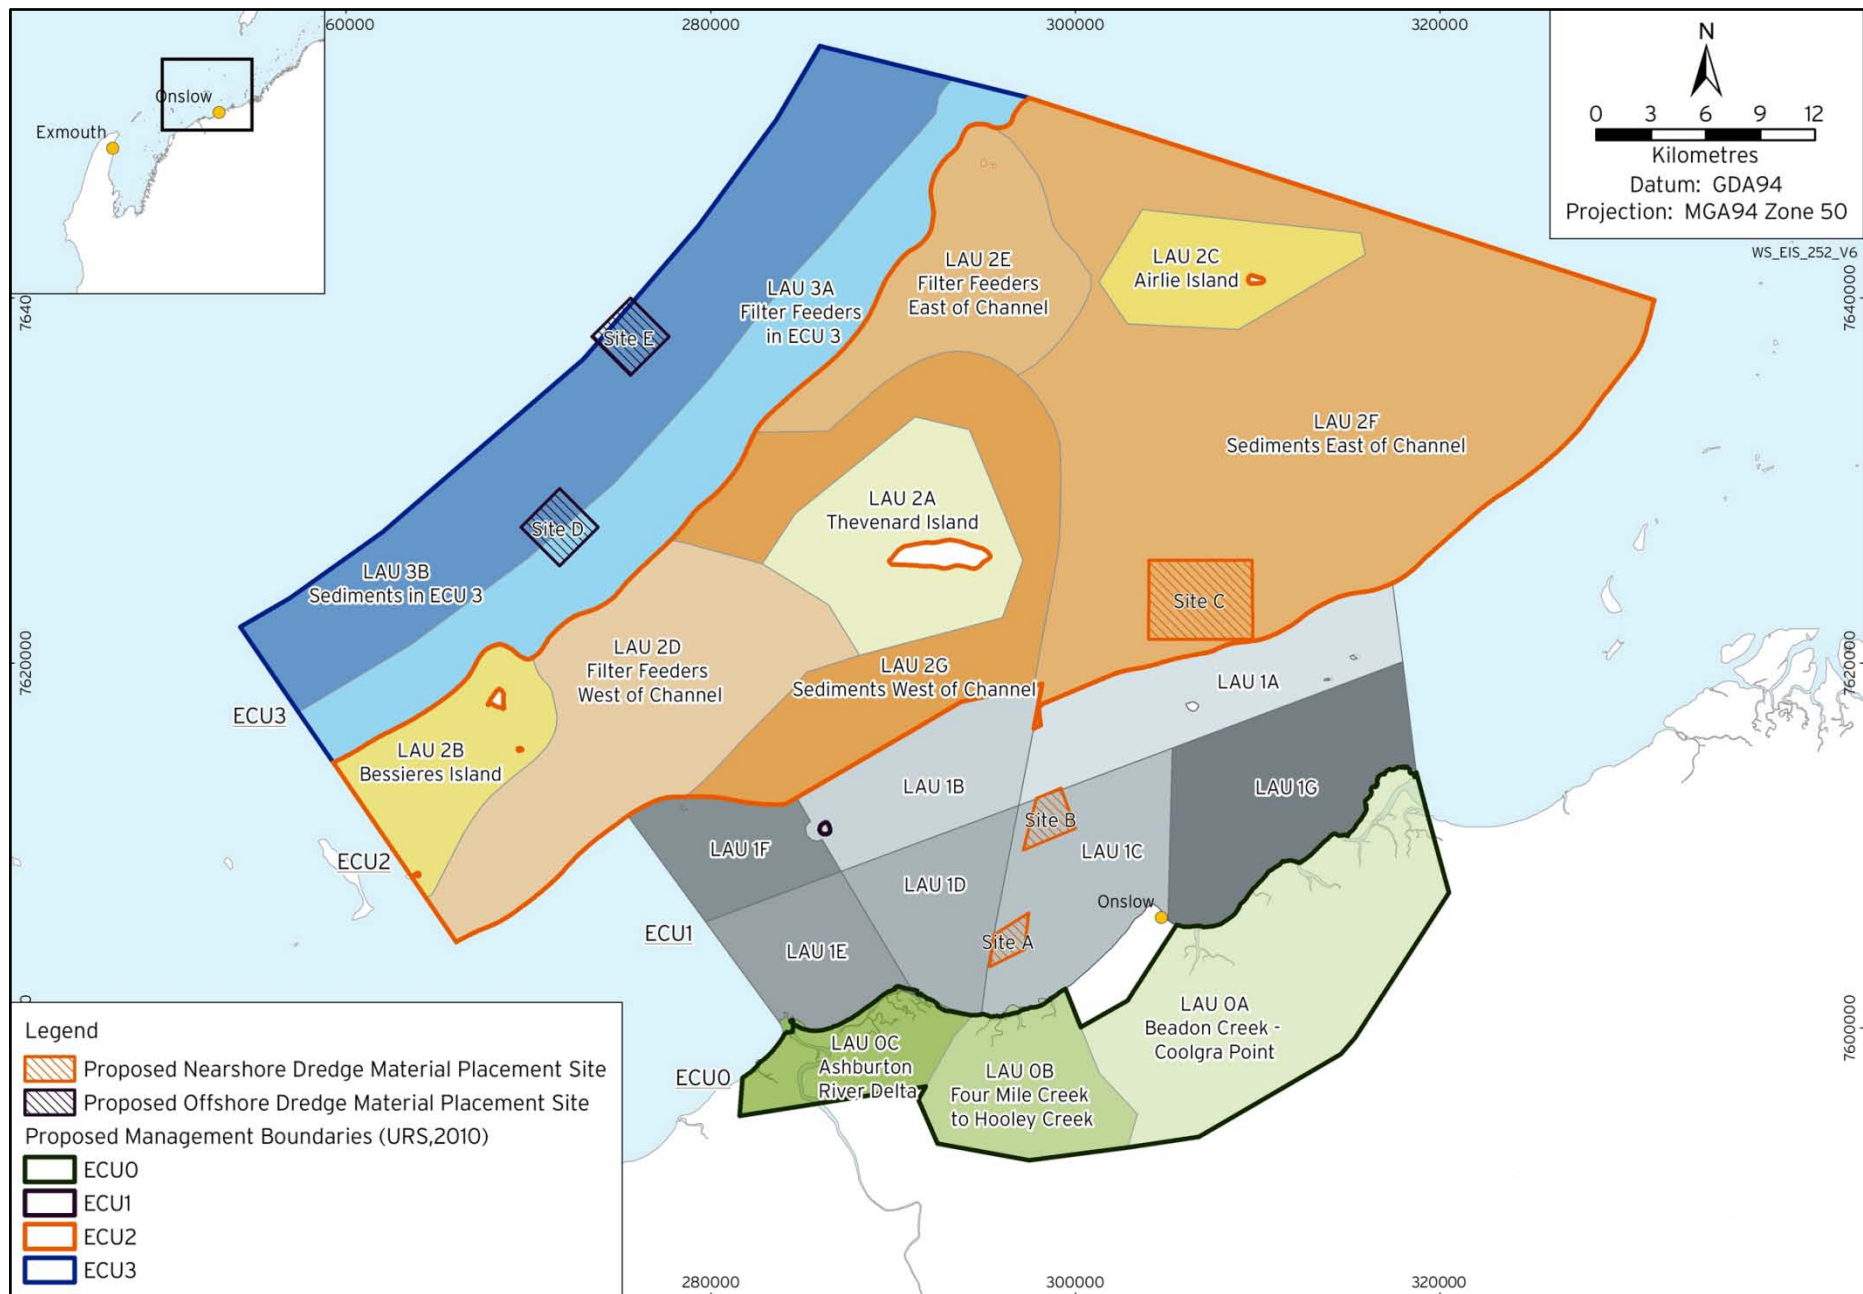 60000
280000
300000
320000
Onslow
Exmouth
N
0 3 6 9 12
Kilometres
Datum: GDA94
Projection: MGA94 Zone 50
WS_EIS_252_V6
7640
7640000
LAU 2C
Airlie Island
LAU 2E
Filter Feeders
East of Channel
LAU 3A
Filter Feeders
in ECU 3
Site E
LAU 2F
Sediments East of Channel
LAU 2A
Thevenard Island
Site D
LAU 3B
Sediments in ECU 3
Site C
7620000
7620000
LAU 2D
Filter Feeders
West of Channel
LAU 2G
Sediments West of Channel
LAU 1A
ECU3
LAU 2B
Bessieres Island
LAU 1B
LAU 1G
Site B
LAU 1F
LAU 1C
ECU2
LAU 1D
Onslow
ECU1
Site A
LAU 1E
0
LAU 0A
Beadon Creek -
Coolgra Point
7600000
LAU 0C
Ashburton
River Delta
ECU0
LAU 0B
Four Mile Creek
to Hooley Creek
Legend
Proposed Nearshore Dredge Material Placement Site
Proposed Offshore Dredge Material Placement Site
Proposed Management Boundaries (URS,2010)
ECU0
ECU1
ECU2
ECU3
280000
300000
320000